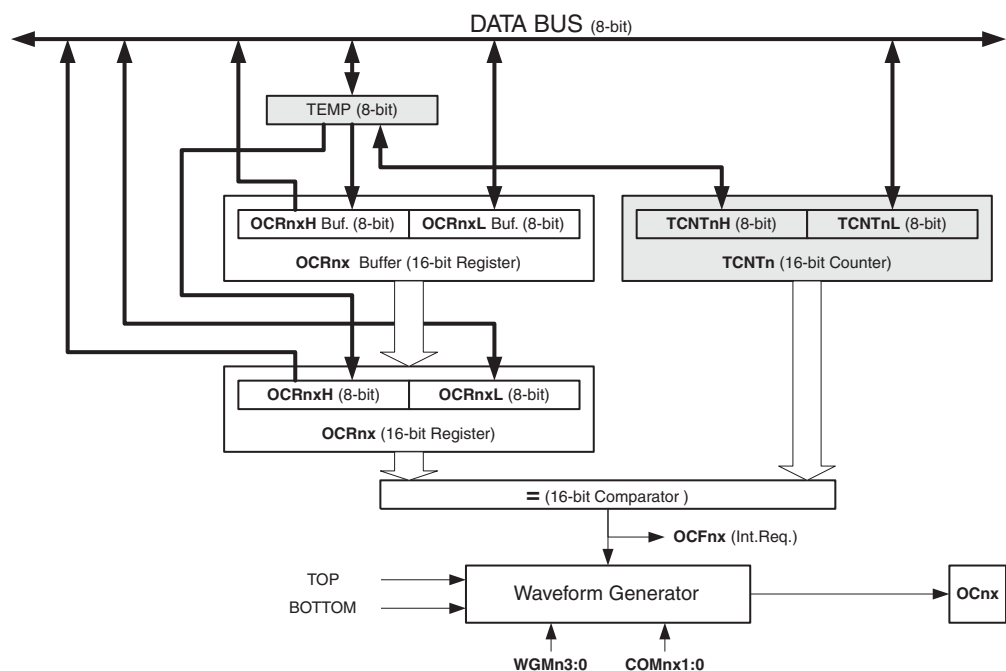 DATA BUS (8-bit)
TEMP (8-bit)
OCRnxH Buf. (8-bit) OCRnxL Buf. (8-bit)
TCNTnH (8-bit) TCNTnL (8-bit)
OCRnx Buffer (16-bit Register)
TCNTn (16-bit Counter)
OCRnxH (8-bit) OCRnxL (8-bit)
OCRnx (16-bit Register)
= (16-bit Comparator )
OCFnx (Int.Req.)
TOP
BOTTOM
Waveform Generator
OCnx
WGMn3:0 COMnx1:0